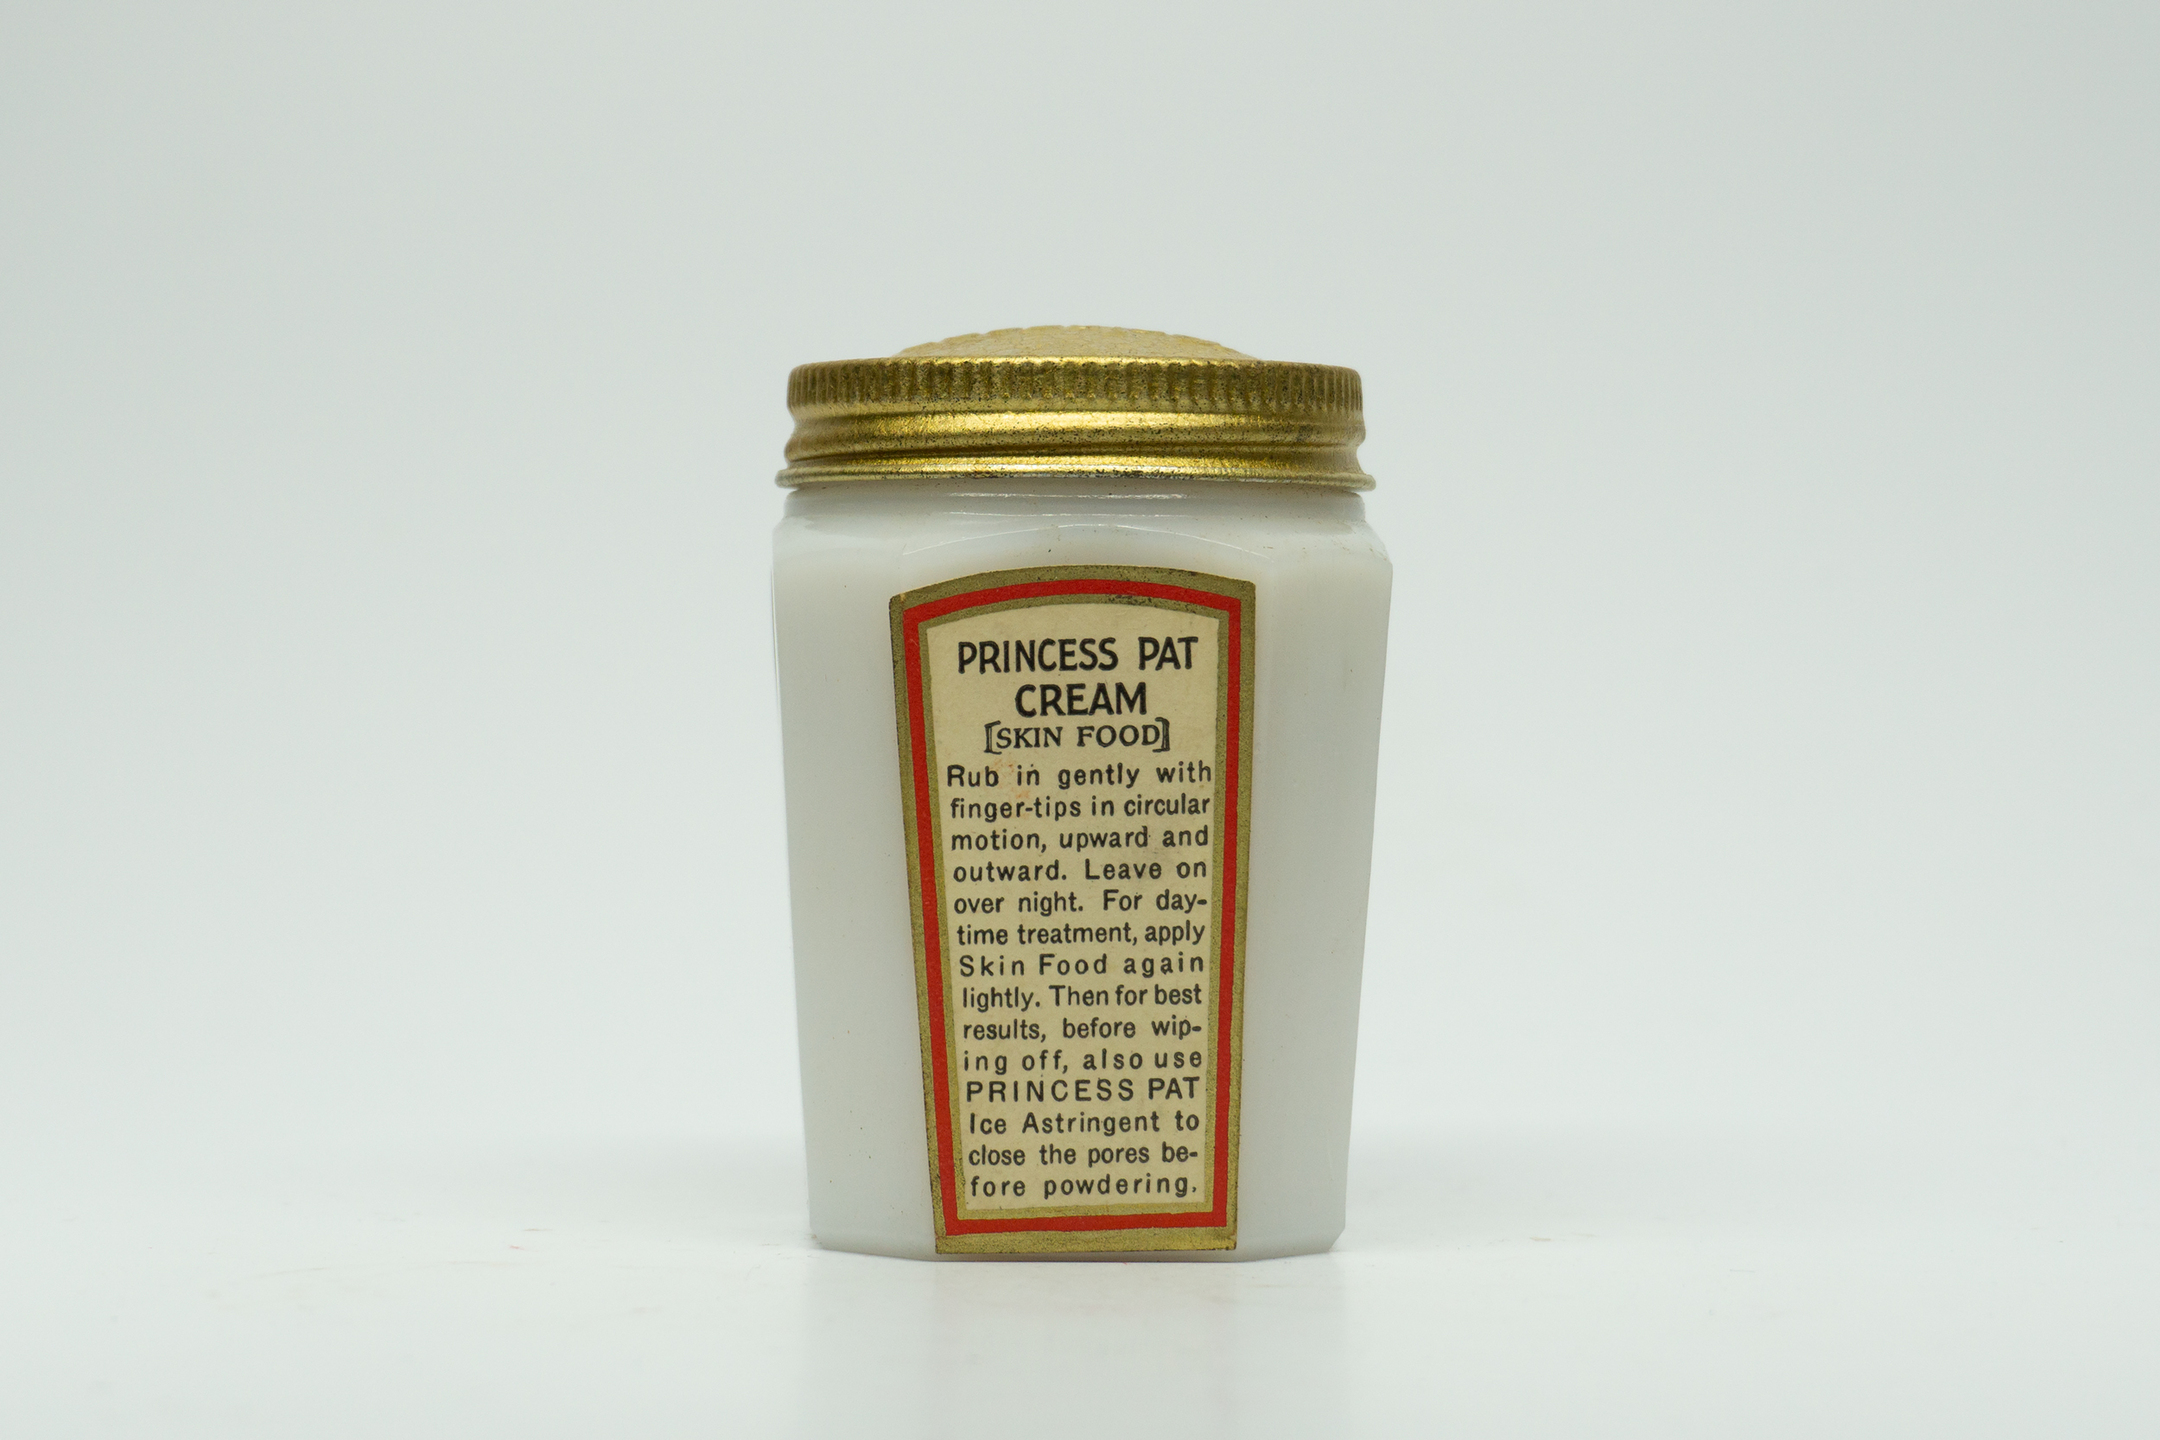 PRINCESS PAT
CREAM
[SKIN FOOD]
Rub in gently with
finger-tips in circular
motion, upward and
outward. Leave on
over night. For day-
time treatment, apply
Skin Food again
lightly. Then for best
results, before wip-
ing off, also use
PRINCESS PAT
Ice Astringent to
close the pores be-
fore powdering.